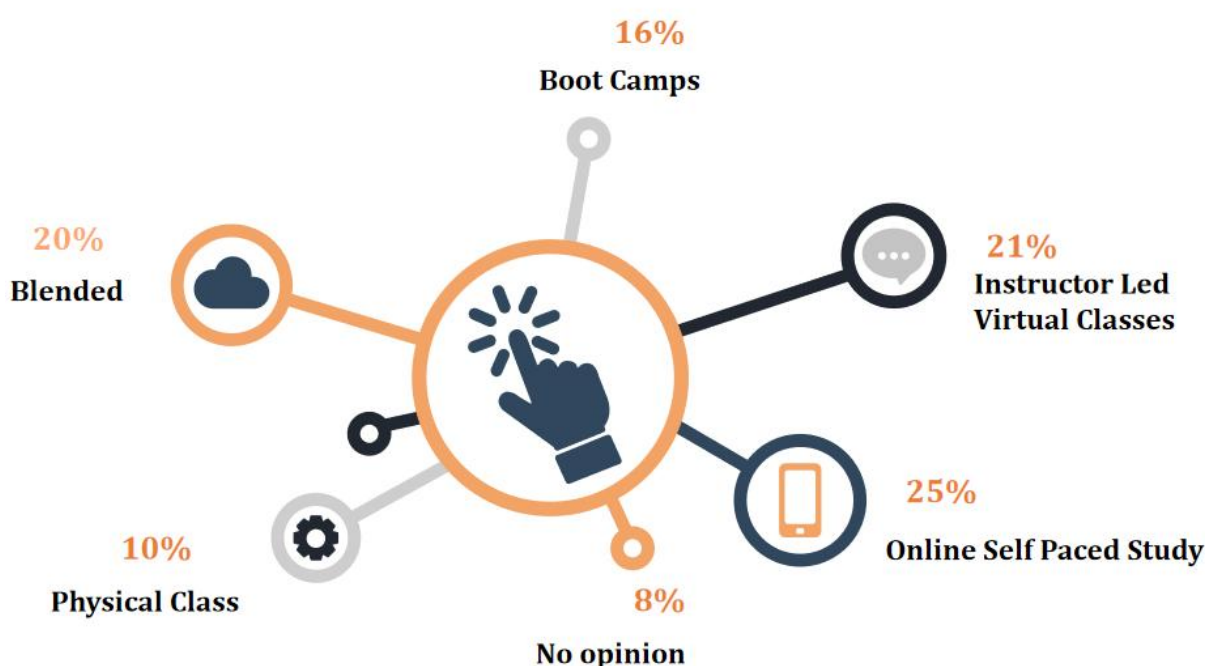 16%
Boot Camps
20%
Blended
21%
Instructor Led
Virtual Classes
25%
Online Self Paced Study
10%
Physical Class
8%
No opinion